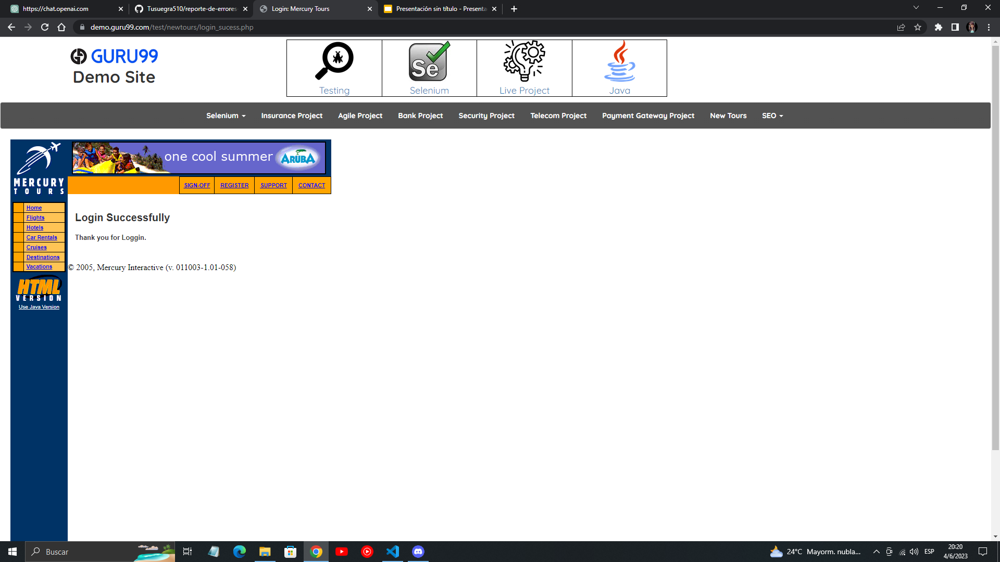 https://chat.openai.com
Tusuegra510/reporte-de-errores-
Login: Mercury Tours
Presentación sin título - Presenta
demo.guru99.com/test/newtours/login_sucess.php
GURU99
Demo Site
Se
Testing
Selenium
Live Project
Java
Selenium
Insurance Project
Agile Project
Bank Project
Security Project
Telecom Project
Payment Gateway Project
New Tours
SEO
one cool summer
ARUBA
MERCURY
TOURS
SIGN-OFF
REGISTER
SUPPORT
CONTACT
Home
Flights
Hotels
Car Rentals
Cruises
Destinations
Vacations
Login Successfully
Thank you for Loggin.
© 2005, Mercury Interactive (v. 011003-1.01-058)
HTML
VERSION
Use Java Version
Buscar
24°C Mayorm. nubla...
ESP
20:20
4/6/2023